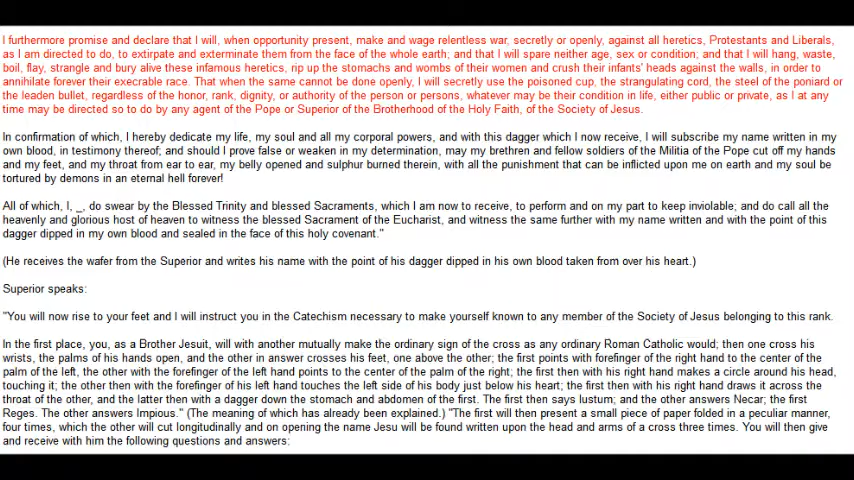 I furthermore promise and declare that I will, when opportunity present, make and wage relentless war, secretly or openly, against all heretics, Protestants and Liberals,
as I am directed to do, to extirpate and exterminate them from the face of the whole earth; and that I will spare neither age, sex or condition; and that I will hang, waste,
boil, flay, strangle and bury alive these infamous heretics, rip up the stomachs and wombs of their women and crush their infants' heads against the walls, in order to
annihilate forever their execrable race. That when the same cannot be done openly, I will secretly use the poisoned cup, the strangulating cord, the steel of the poniard or
the leaden bullet, regardless of the honor, rank, dignity, or authority of the person or persons, whatever may be their condition in life, either public or private, as I at any
time may be directed so to do by any agent of the Pope or Superior of the Brotherhood of the Holy Faith, of the Society of Jesus.
In confirmation of which, I hereby dedicate my life, my soul and all my corporal powers, and with this dagger which I now receive, I will subscribe my name written in my
own blood, in testimony thereof; and should I prove false or weaken in my determination, may my brethren and fellow soldiers of the Militia of the Pope cut off my hands
and my feet, and my throat from ear to ear, my belly opened and sulphur burned therein, with all the punishment that can be inflicted upon me on earth and my soul be
tortured by demons in an eternal hell forever!
All of which, I, _, do swear by the Blessed Trinity and blessed Sacraments, which I am now to receive, to perform and on my part to keep inviolable; and do call all the
heavenly and glorious host of heaven to witness the blessed Sacrament of the Eucharist, and witness the same further with my name written and with the point of this
dagger dipped in my own blood and sealed in the face of this holy covenant."
(He receives the wafer from the Superior and writes his name with the point of his dagger dipped in his own blood taken from over his heart.)
Superior speaks:
"You will now rise to your feet and I will instruct you in the Catechism necessary to make yourself known to any member of the Society of Jesus belonging to this rank.
In the first place, you, as a Brother Jesuit, will with another mutually make the ordinary sign of the cross as any ordinary Roman Catholic would; then one cross his
wrists, the palms of his hands open, and the other in answer crosses his feet, one above the other; the first points with forefinger of the right hand to the center of the
palm of the left, the other with the forefinger of the left hand points to the center of the palm of the right; the first then with his right hand makes a circle around his head,
touching it; the other then with the forefinger of his left hand touches the left side of his body just below his heart; the first then with his right hand draws it across the
throat of the other, and the latter then with a dagger down the stomach and abdomen of the first. The first then says Iustum; and the other answers Necar; the first
Reges. The other answers Impious." (The meaning of which has already been explained.) "The first will then present a small piece of paper folded in a peculiar manner,
four times, which the other will cut longitudinally and on opening the name Jesu will be found written upon the head and arms of a cross three times. You will then give
and receive with him the following questions and answers: